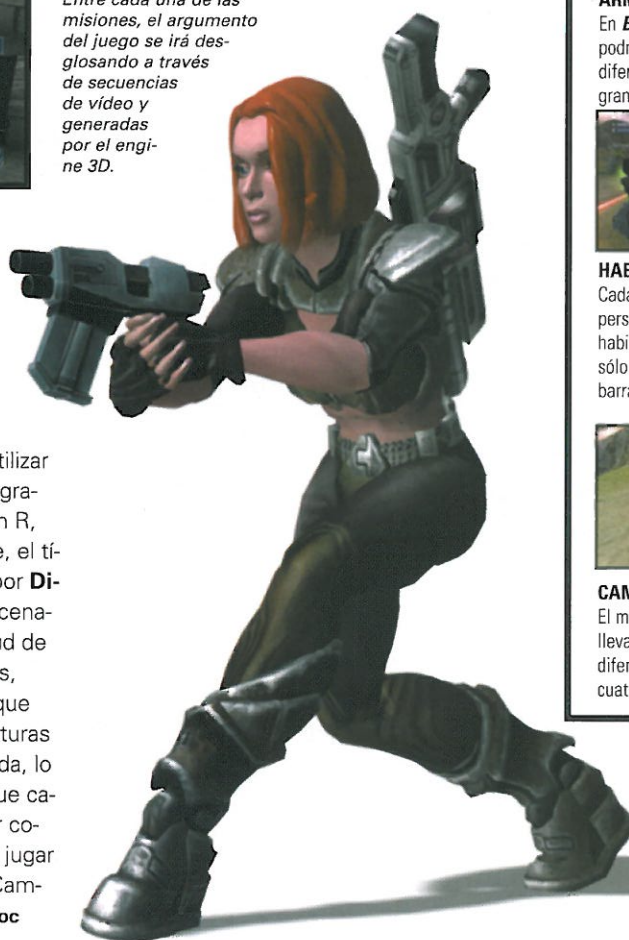 Entre cada una de las
misiones, el argumento
del juego se irá des-
glosando a través
de secuencias
de vídeo y
generadas
por el engi-
ne 3D.
tilizar
gra-
n R,
e, el tí-
por Di-
cena-
ud de
s,
que
turas
da, lo
ue ca-
r co-
jugar
Cam-
oc
En
podr
difer
gran
HAB
Cada
pers
habi
sólo
barra
CAM
El m
lleva
difer
cuat